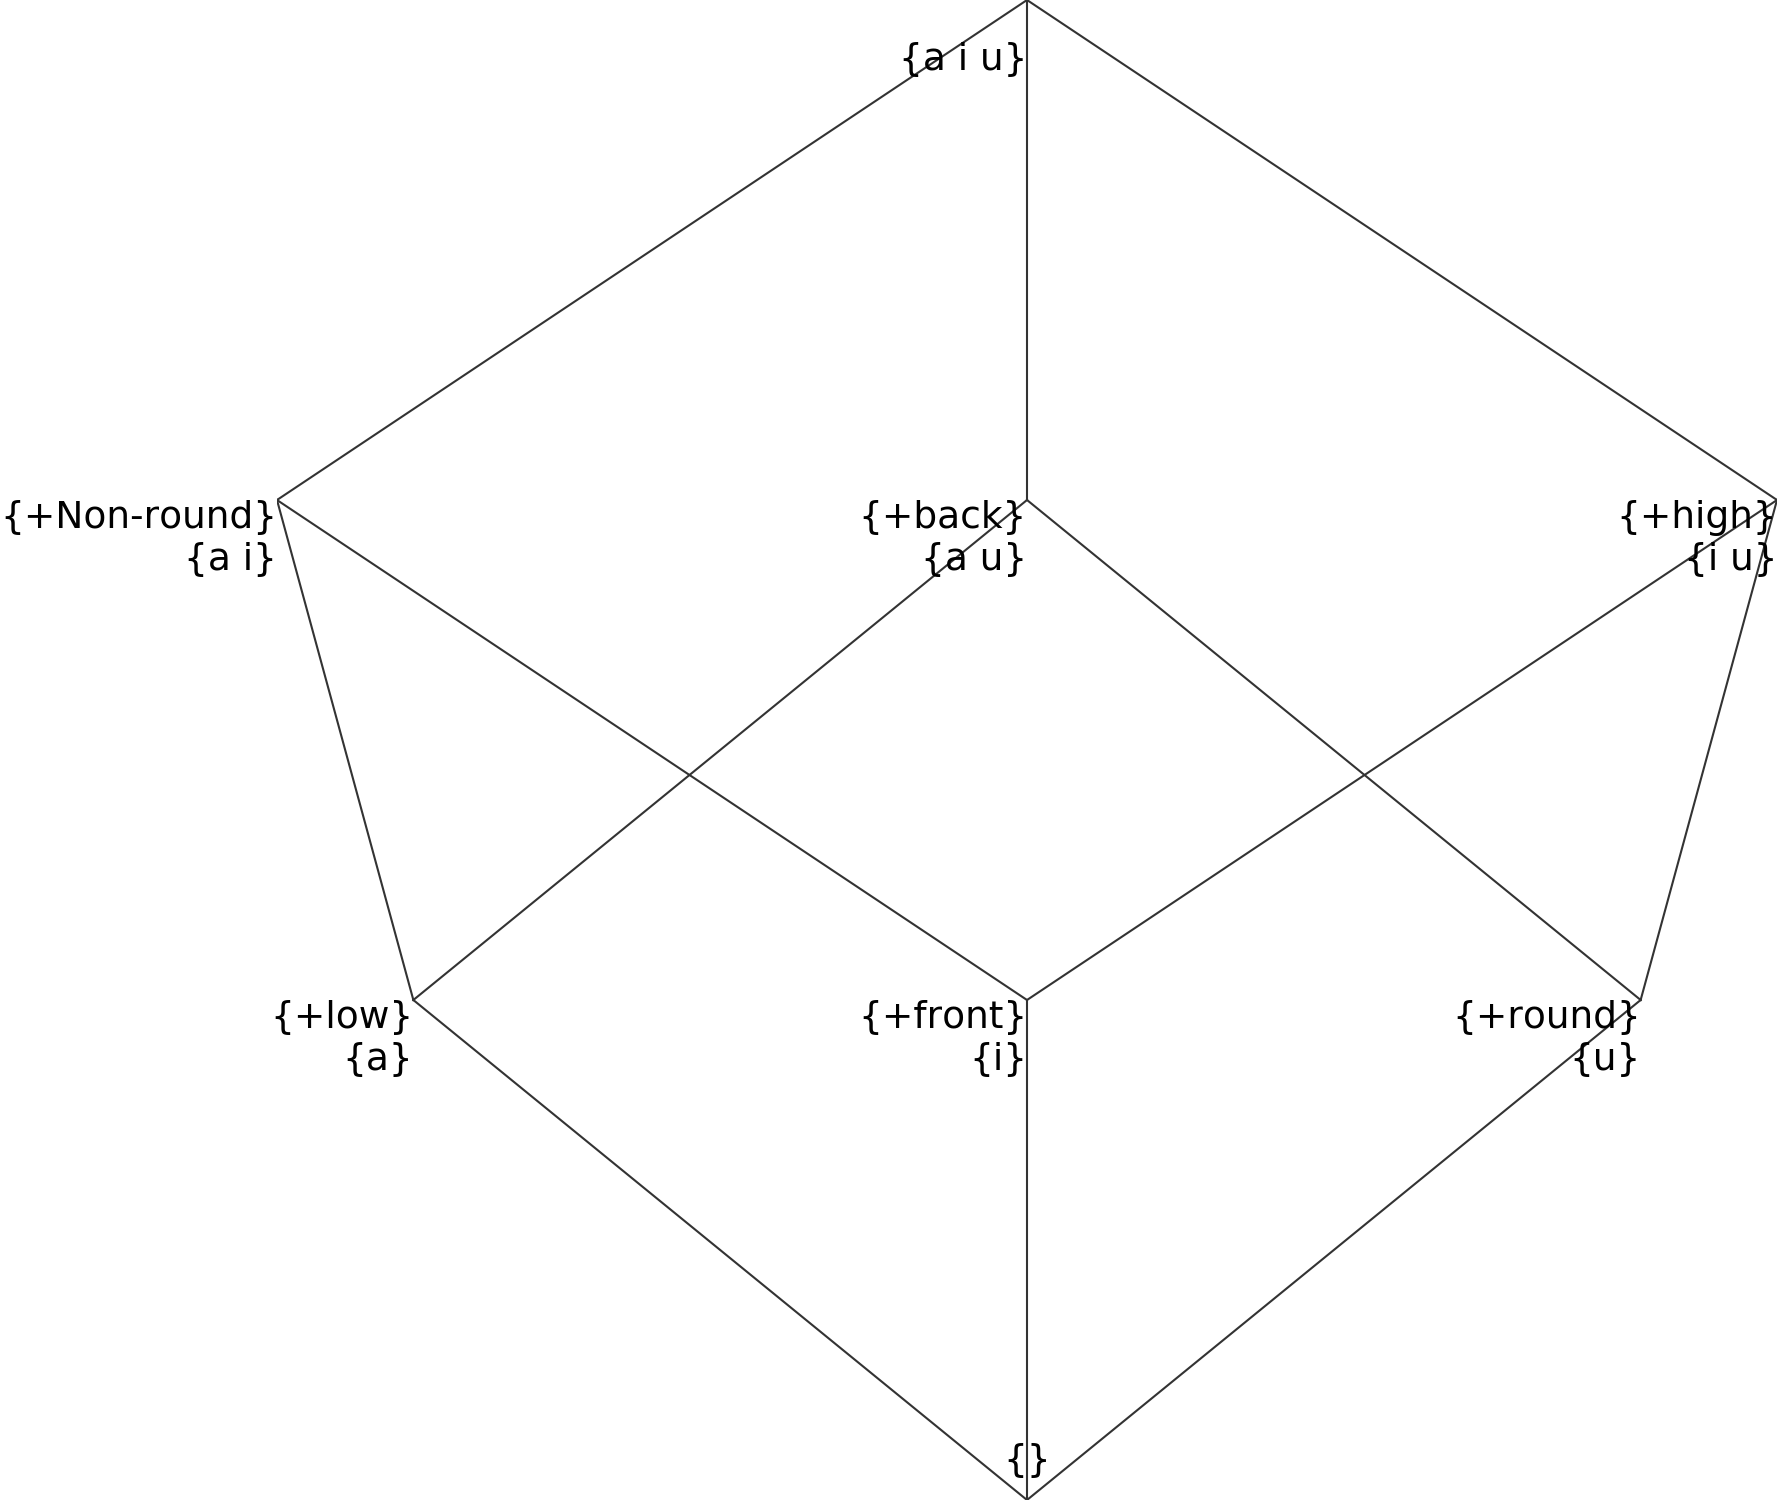 {a i u}
{+Non-round}
{a i}
{+back}
{a u}
{+high}
{i u}
{+low}
{a}
{+front}
{i}
{+round}
{u}
{}